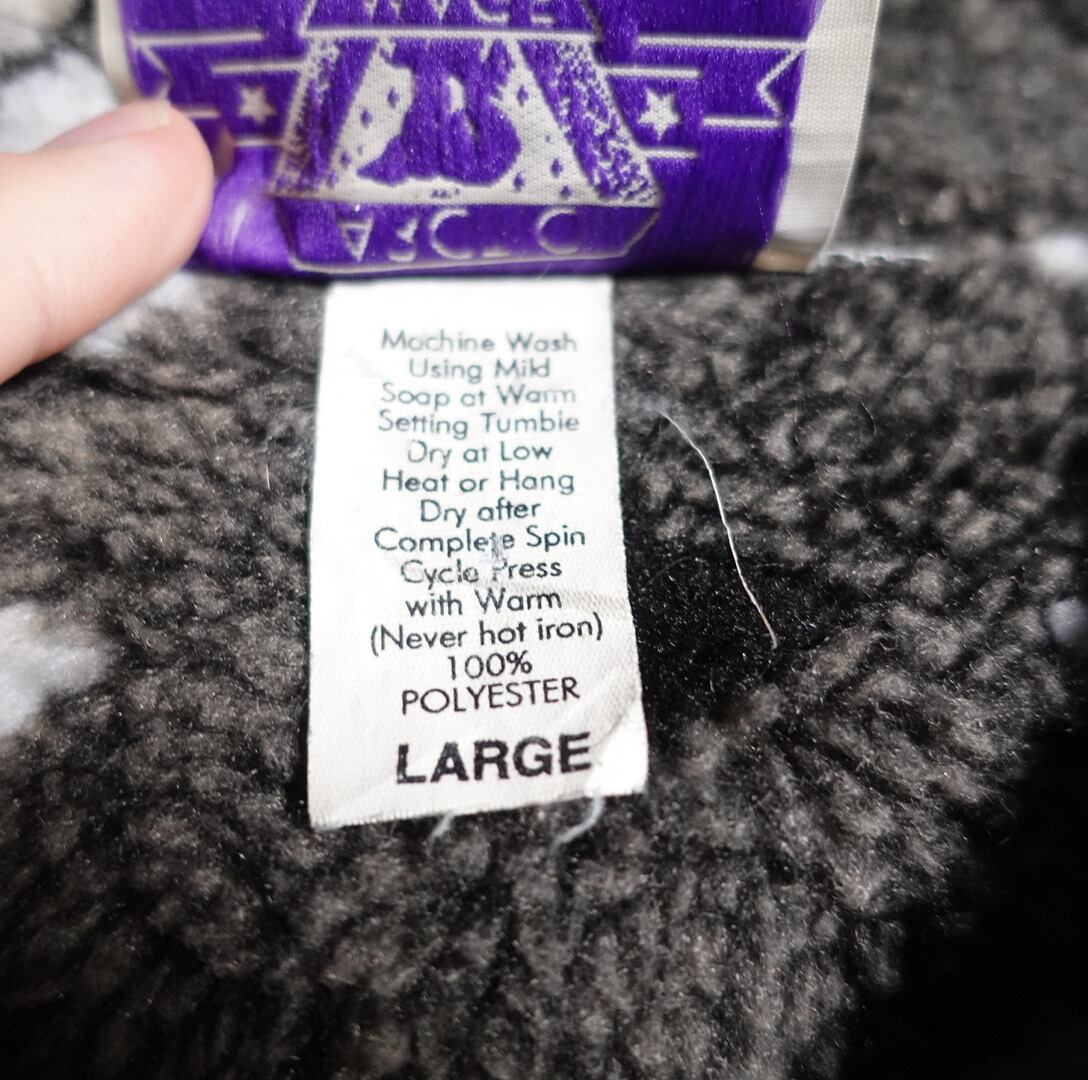 Machine Wash
Using Mild
Soap at Warm
Setting Tumble
Dry at Low
Heat or Hang
Dry after
Complete Spin
Cycle Press
with Warm
(Never hot iron)
100%
POLYESTER
LARGE